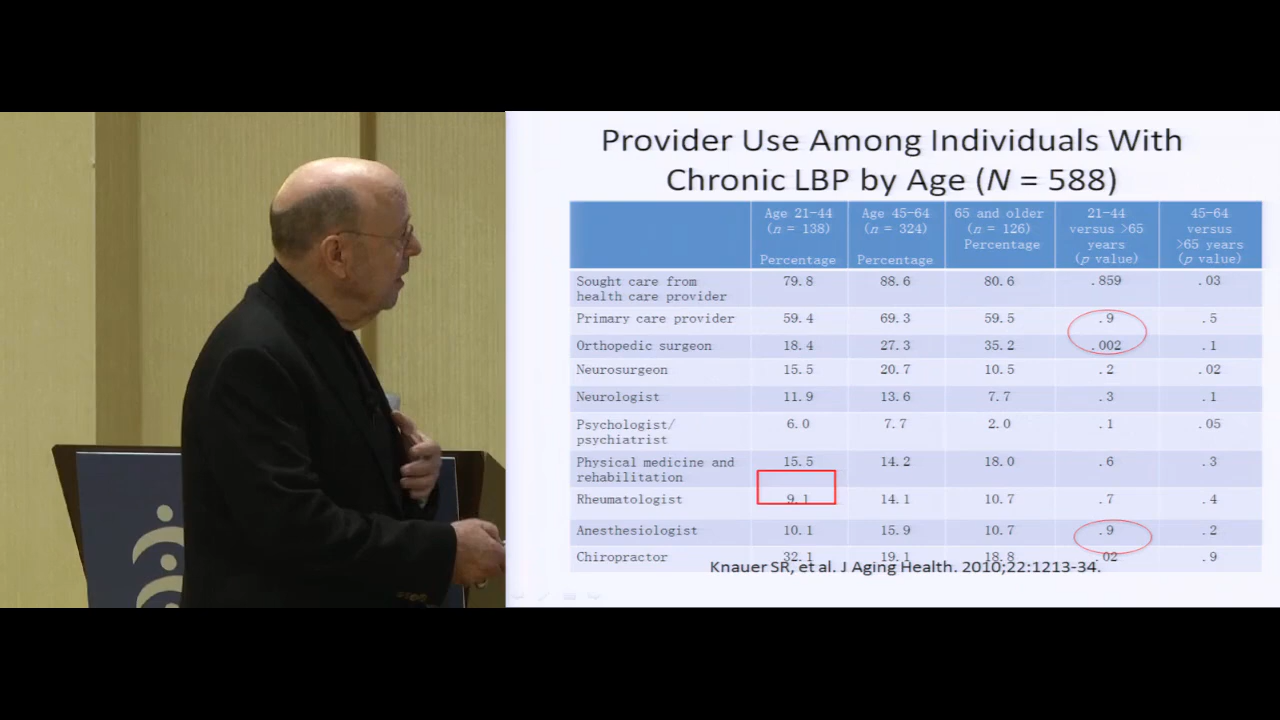 Provider Use Among Individuals With
Chronic LBP by Age (N = 588)
Age 21-44 (n = 138) Percentage Age 45-64 (n = 324) Percentage 65 and older (n = 126) Percentage 21-44 versus >65 years (p value) 45-64 versus >65 years (p value)
Sought care from health care provider 79.8 88.6 80.6 .859 .03
Primary care provider 59.4 69.3 59.5 .9 .5
Orthopedic surgeon 18.4 27.3 35.2 .002 .1
Neurosurgeon 15.5 20.7 10.5 .2 .02
Neurologist 11.9 13.6 7.7 .3 .1
Psychologist/ psychiatrist 6.0 7.7 2.0 .1 .05
Physical medicine and rehabilitation 15.5 14.2 18.0 .6 .3
Rheumatologist 9.1 14.1 10.7 .7 .4
Anesthesiologist 10.1 15.9 10.7 .9 .2
Chiropractor 32.1 19.1 18.8 .02 .9
Knauer SR, et al. J Aging Health. 2010;22:1213-34.